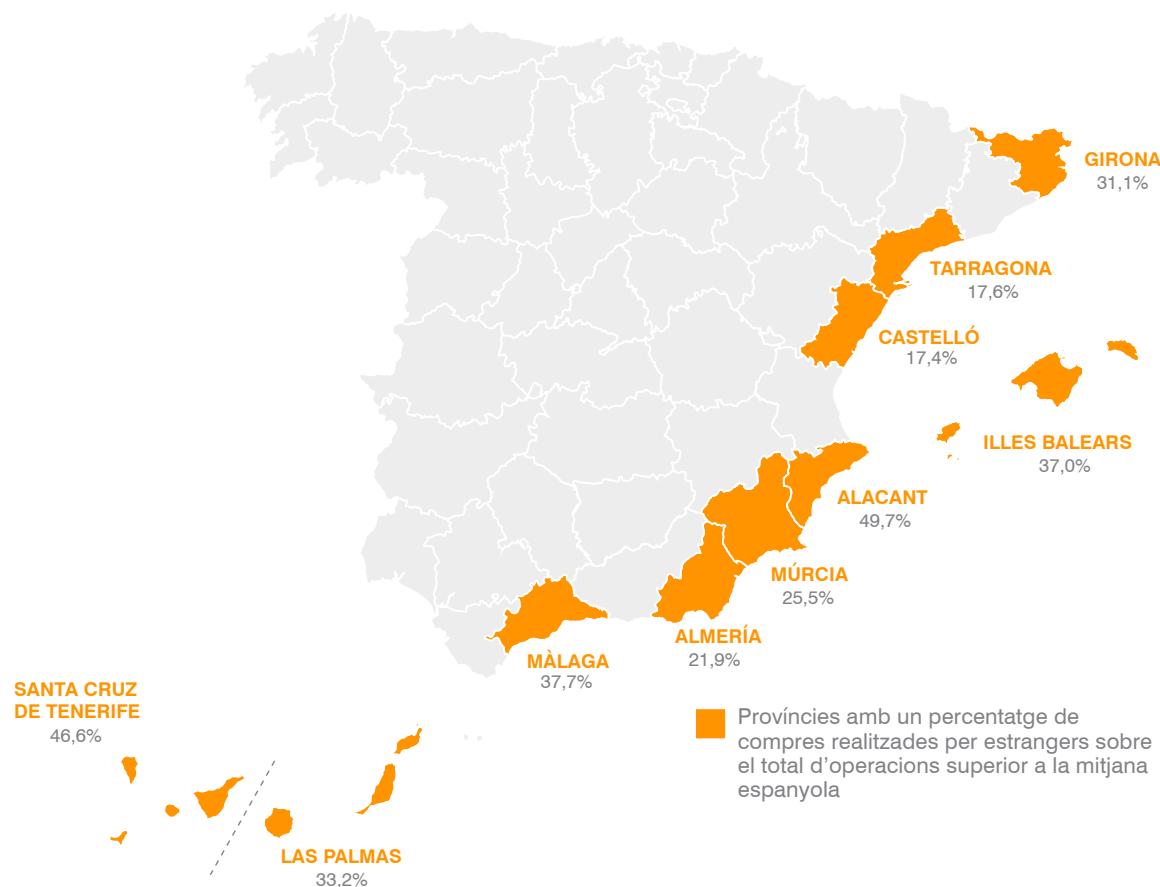 GIRONA
31,1%
TARRAGONA
17,6%
CASTELLÓ
17,4%
ILLES BALEARS
37,0%
ALACANT
49,7%
MÚRCIA
25,5%
ALMERÍA
21,9%
MÀLAGA
37,7%
SANTA CRUZ
DE TENERIFE
46,6%
LAS PALMAS
33,2%
Províncies amb un percentatge de
compres realitzades per estrangers sobre
el total d’operacions superior a la mitjana
espanyola